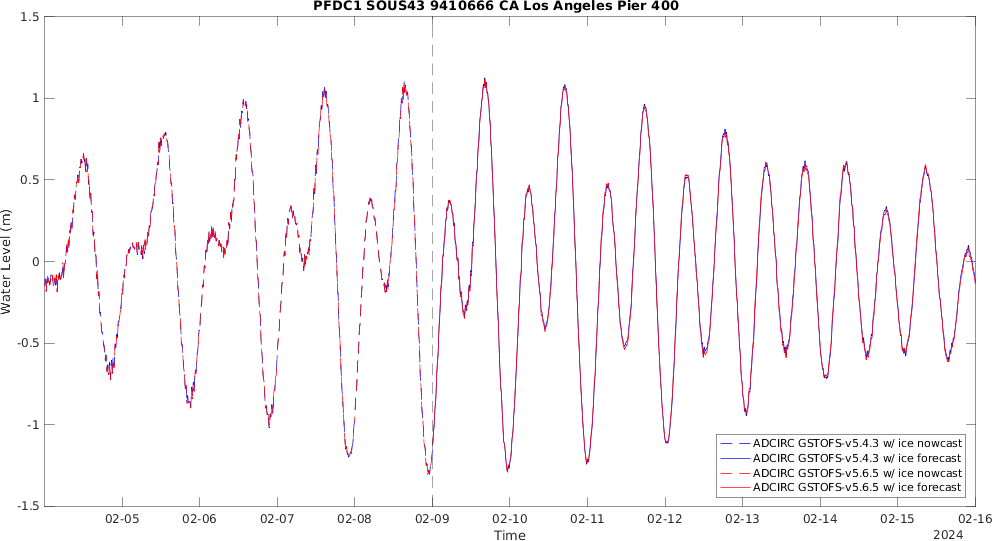 PFDC1 SOUS43 9410666 CA Los Angeles Pier 400
Water Level (m)
1.5
1
0.5
0
-0.5
-1
-1.5
ADCIRC GSTOFS-v5.4.3 w/ ice nowcast
ADCIRC GSTOFS-v5.4.3 w/ ice forecast
ADCIRC GSTOFS-v5.6.5 w/ ice nowcast
ADCIRC GSTOFS-v5.6.5 w/ ice forecast
02-05 02-06 02-07 02-08 02-09 02-10 02-11 02-12 02-13 02-14 02-15 02-16
Time
2024